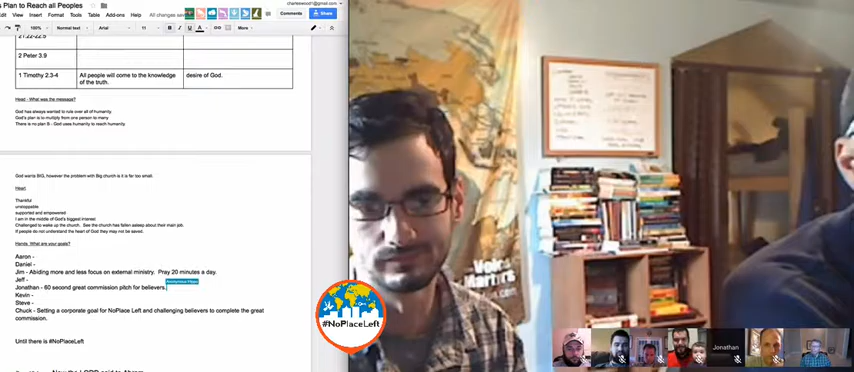 s Plan to Reach all Peoples
charleswood1@gmail.com
View Insert Format Tools Table Add-ons Help All changes saved
Comments
Share
100%
Normal text
Arial
11
B I U A
More
21.22-22.5
2 Peter 3.9
1 Timothy 2.3-4
All people will come to the knowledge
of the truth.
desire of God.
Head - What was the message?
God has always wanted to rule over all of humanity.
God's plan is to multiply from one person to many
There is no plan B - God uses humanity to reach humanity.
God wants BIG, however the problem with Big church is it is far too small.
Heart
Thankful
unstoppable
supported and empowered
I am in the middle of God's biggest interest
Challenged to wake up the church. See the church has fallen asleep about their main job.
If people do not understand the heart of God they may not be saved.
Hands What are your goals?
Aaron -
Daniel -
Jim - Abiding more and less focus on external ministry. Pray 20 minutes a day.
Jeff -
Jonathan - 60 second great commission pitch for believers.
Kevin -
Steve -
Chuck - Setting a corporate goal for NoPlace Left and challenging believers to complete the great
commission.
Until there is #NoPlaceLeft
Now the LORD said to Abram
#NoPlaceLeft
Martyrs
Jonathan